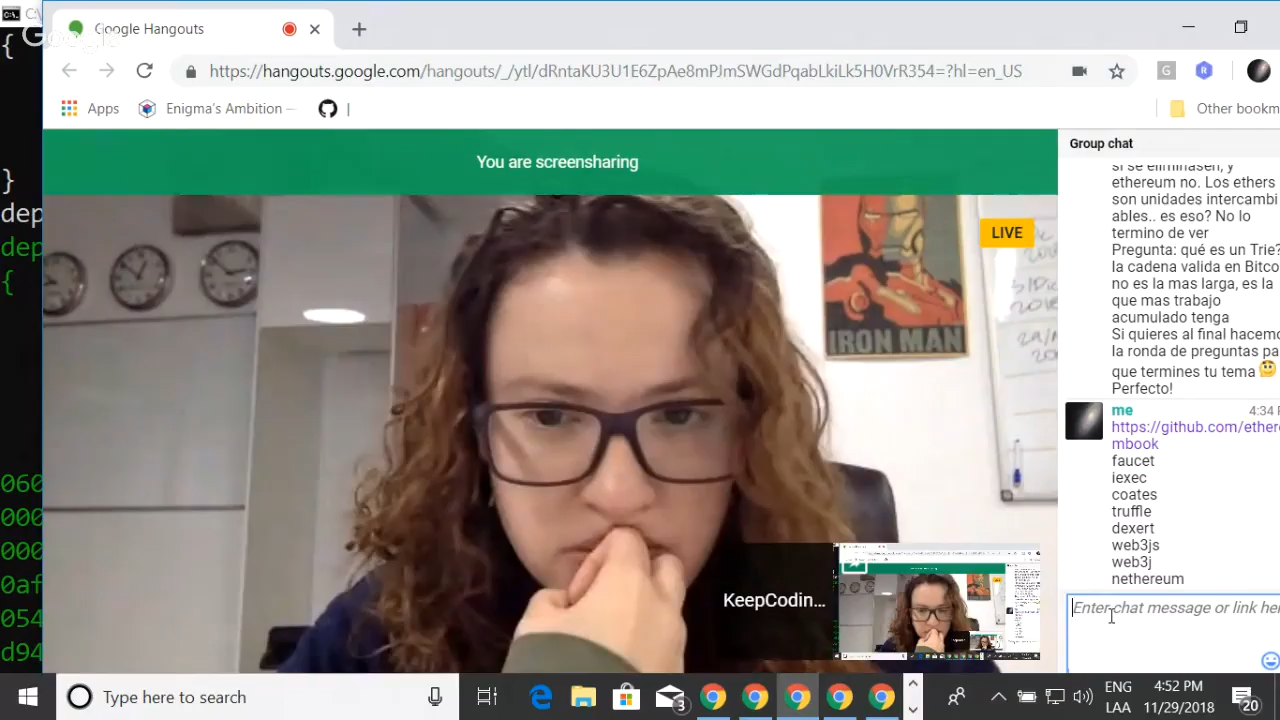 Google Hangouts
https://hangouts.google.com/hangouts/_/ytl/dRntaKU3U1E6ZpAe8mPJmSWGdPqabLkiLk5H0VrR354=?hl=en_US
Apps
Enigma's Ambition
Other bookm
You are screensharing
LIVE
IRON MAN
KeepCodin...
Group chat
si se eliminasen, y
ethereum no. Los ethers
son unidades intercambi
ables.. es eso? No lo
termino de ver
Pregunta: qué es un Trie?
la cadena valida en Bitco
no es la mas larga, es la
que mas trabajo
acumulado tenga
Si quieres al final hacemo
la ronda de preguntas pa
que termines tu tema
Perfecto!
me
4:34 P
https://github.com/ethere
mbook
faucet
iexec
coates
truffle
dexert
web3js
web3j
nethereum
Enter chat message or link her
{
}
dep
dep
{
060
000
000
0af
054
d94
Type here to search
3
ENG
LAA
4:52 PM
11/29/2018
20